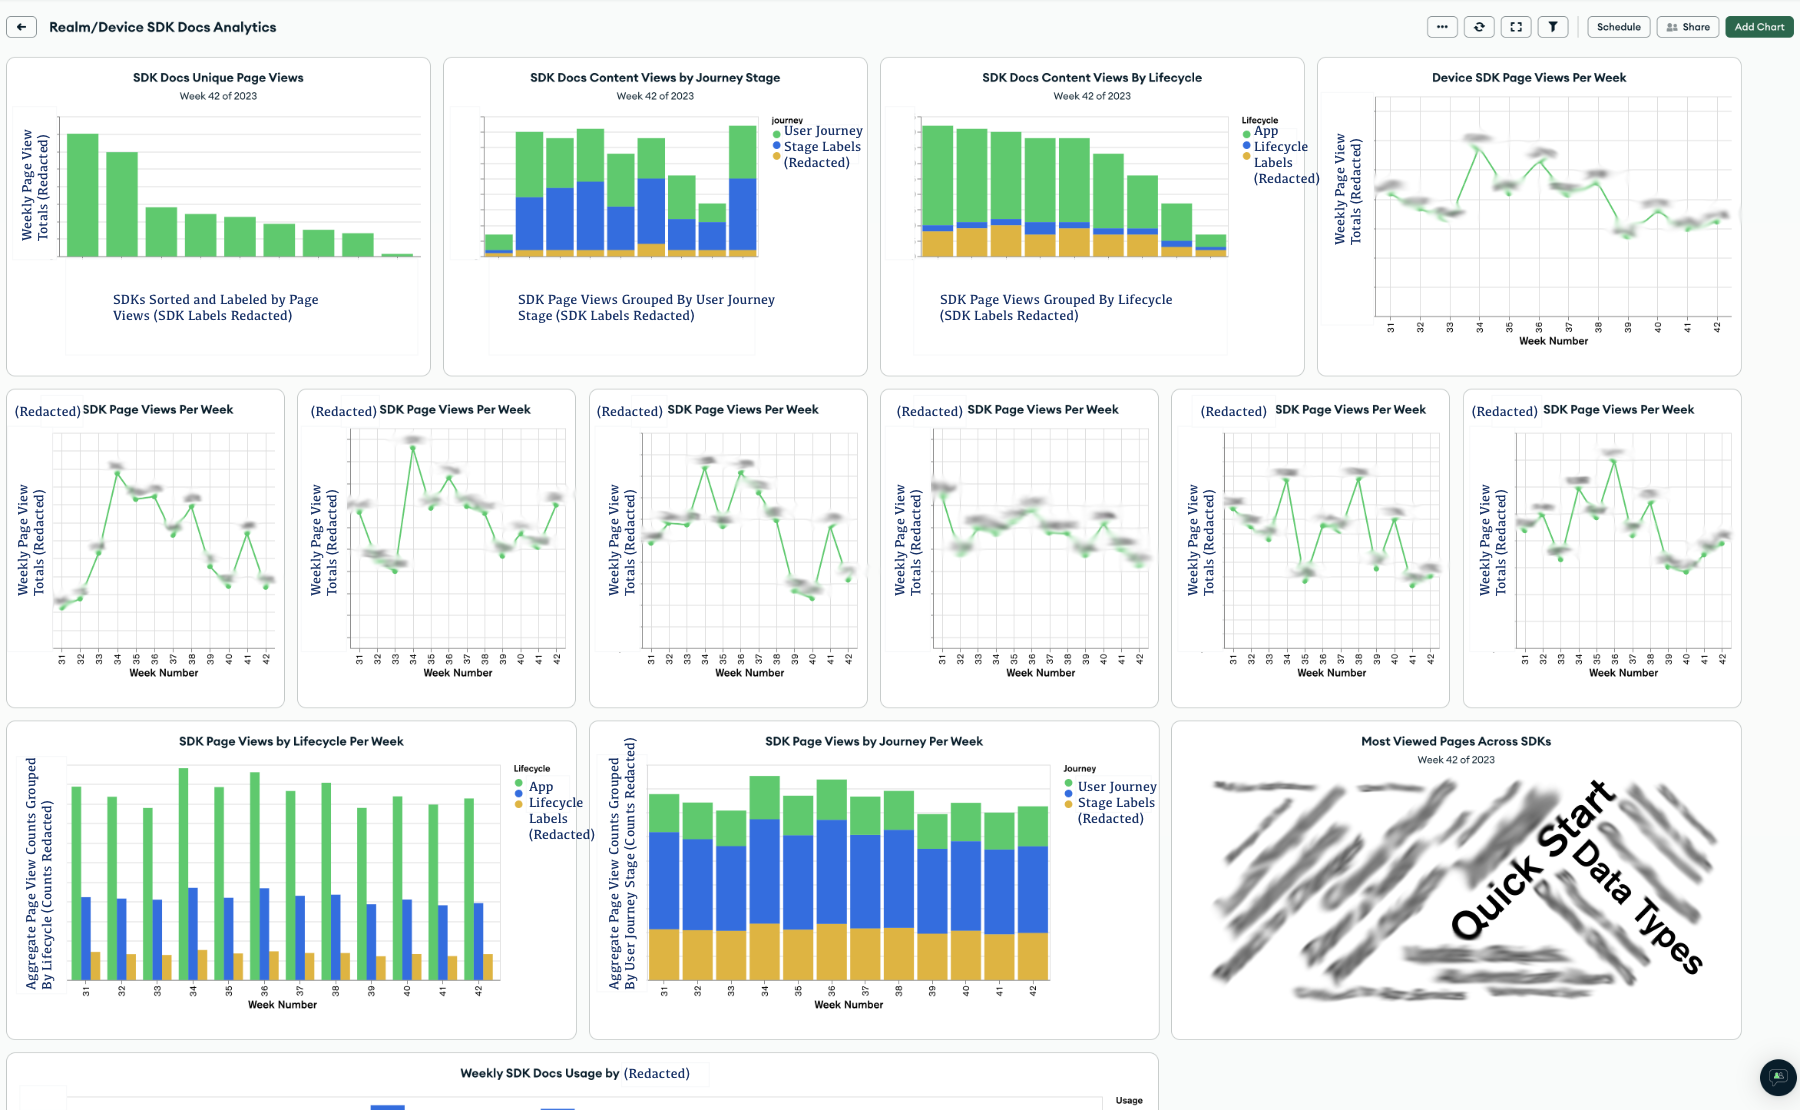 Realm/Device SDK Docs Analytics
Schedule
Share
Add Chart
SDK Docs Unique Page Views
Week 42 of 2023
Weekly Page View
Totals (Redacted)
SDKs Sorted and Labeled by Page
Views (SDK Labels Redacted)
SDK Docs Content Views by Journey Stage
Week 42 of 2023
journey
User Journey
Stage Labels
(Redacted)
SDK Page Views Grouped By User Journey
Stage (SDK Labels Redacted)
SDK Docs Content Views By Lifecycle
Week 42 of 2023
Lifecycle
App
Lifecycle
Labels
(Redacted)
SDK Page Views Grouped By Lifecycle
(SDK Labels Redacted)
Device SDK Page Views Per Week
Weekly Page View
Totals (Redacted)
31 32 33 34 35 36 37 38 39 40 41 42
Week Number
(Redacted) SDK Page Views Per Week
Weekly Page View
Totals (Redacted)
31 32 33 34 35 36 37 38 39 40 41 42
Week Number
(Redacted) SDK Page Views Per Week
Weekly Page View
Totals (Redacted)
31 32 33 34 35 36 37 38 39 40 41 42
Week Number
(Redacted) SDK Page Views Per Week
Weekly Page View
Totals (Redacted)
31 32 33 34 35 36 37 38 39 40 41 42
Week Number
(Redacted) SDK Page Views Per Week
Weekly Page View
Totals (Redacted)
31 32 33 34 35 36 37 38 39 40 41 42
Week Number
(Redacted) SDK Page Views Per Week
Weekly Page View
Totals (Redacted)
31 32 33 34 35 36 37 38 39 40 41 42
Week Number
(Redacted) SDK Page Views Per Week
Weekly Page View
Totals (Redacted)
31 32 33 34 35 36 37 38 39 40 41 42
Week Number
SDK Page Views by Lifecycle Per Week
Aggregate Page View Counts Grouped
By Lifecycle (Counts Redacted)
Lifecycle
App
Lifecycle
Labels
(Redacted)
31 32 33 34 35 36 37 38 39 40 41 42
Week Number
SDK Page Views by Journey Per Week
Aggregate Page View Counts Grouped
By User Journey Stage (Counts Redacted)
Journey
User Journey
Stage Labels
(Redacted)
31 32 33 34 35 36 37 38 39 40 41 42
Week Number
Most Viewed Pages Across SDKs
Week 42 of 2023
Quick Start
Data Types
Weekly SDK Docs Usage by (Redacted)
Usage